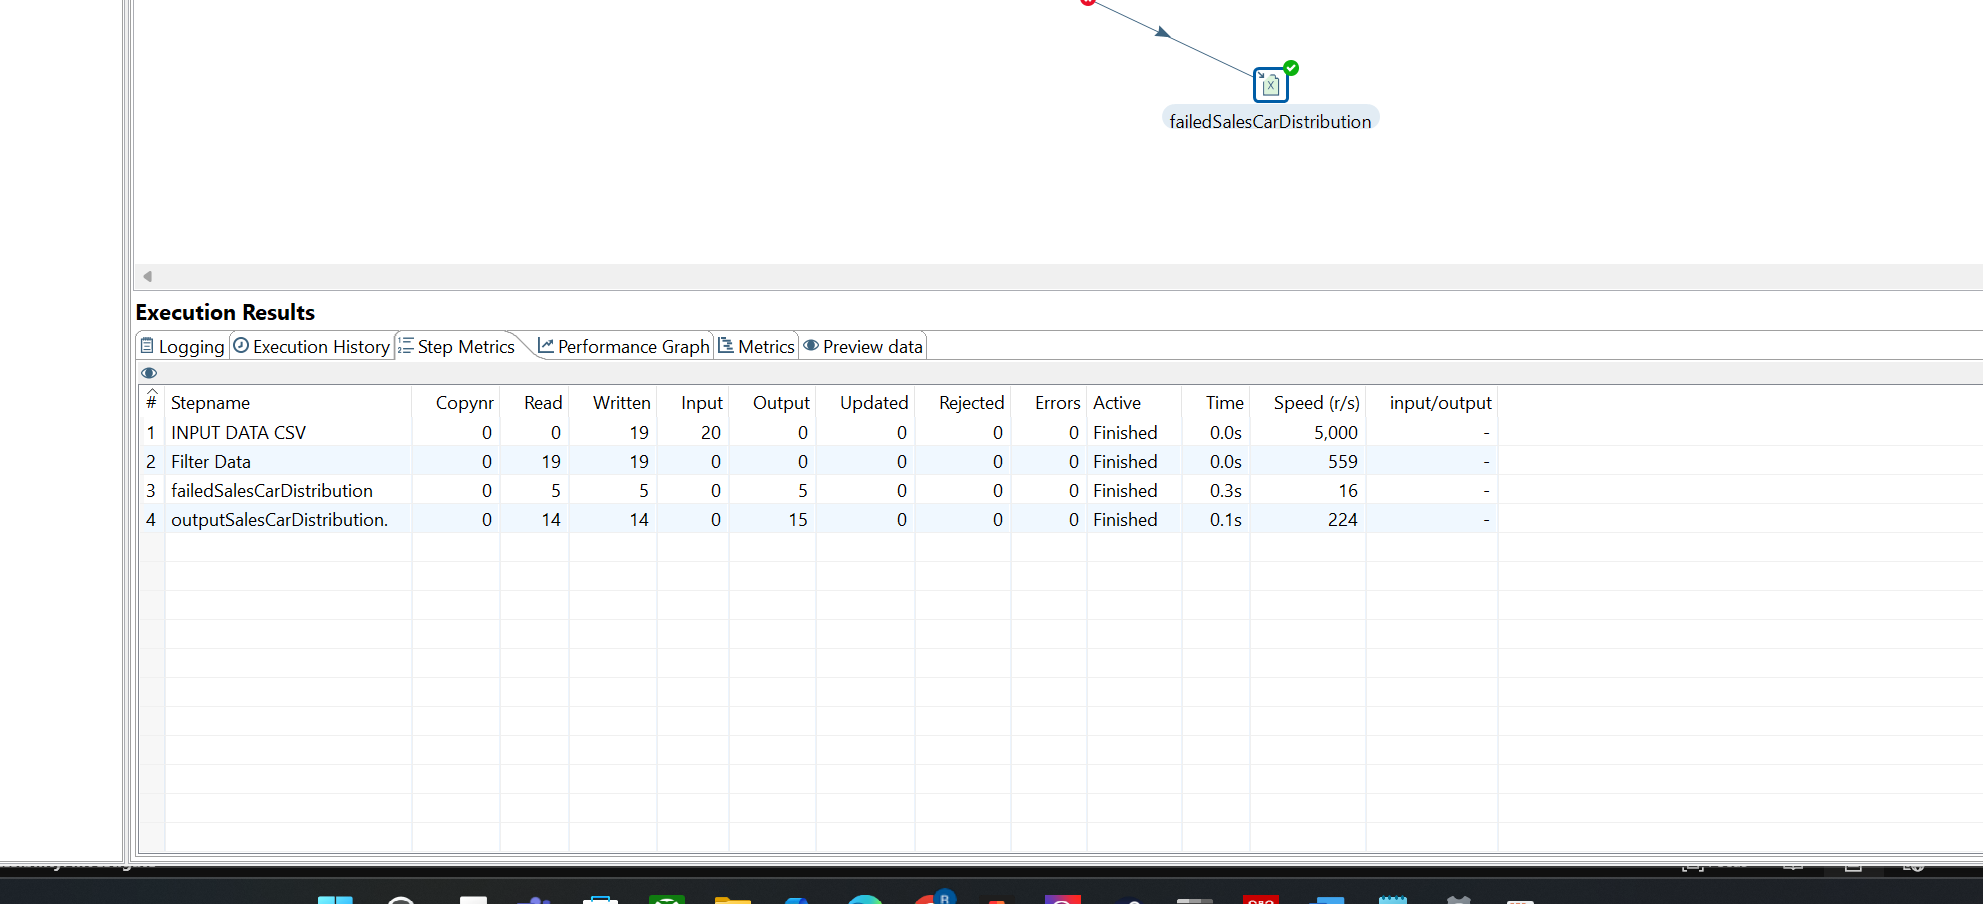 failedSalesCarDistribution
Execution Results
Logging Execution History Step Metrics Performance Graph Metrics Preview data
# Stepname Copynr Read Written Input Output Updated Rejected Errors Active Time Speed (r/s) input/output
1 INPUT DATA CSV 0 0 19 20 0 0 0 0 Finished 0.0s 5,000 -
2 Filter Data 0 19 19 0 0 0 0 0 Finished 0.0s 559 -
3 failedSalesCarDistribution 0 5 5 0 5 0 0 0 Finished 0.3s 16 -
4 outputSalesCarDistribution. 0 14 14 0 15 0 0 0 Finished 0.1s 224 -